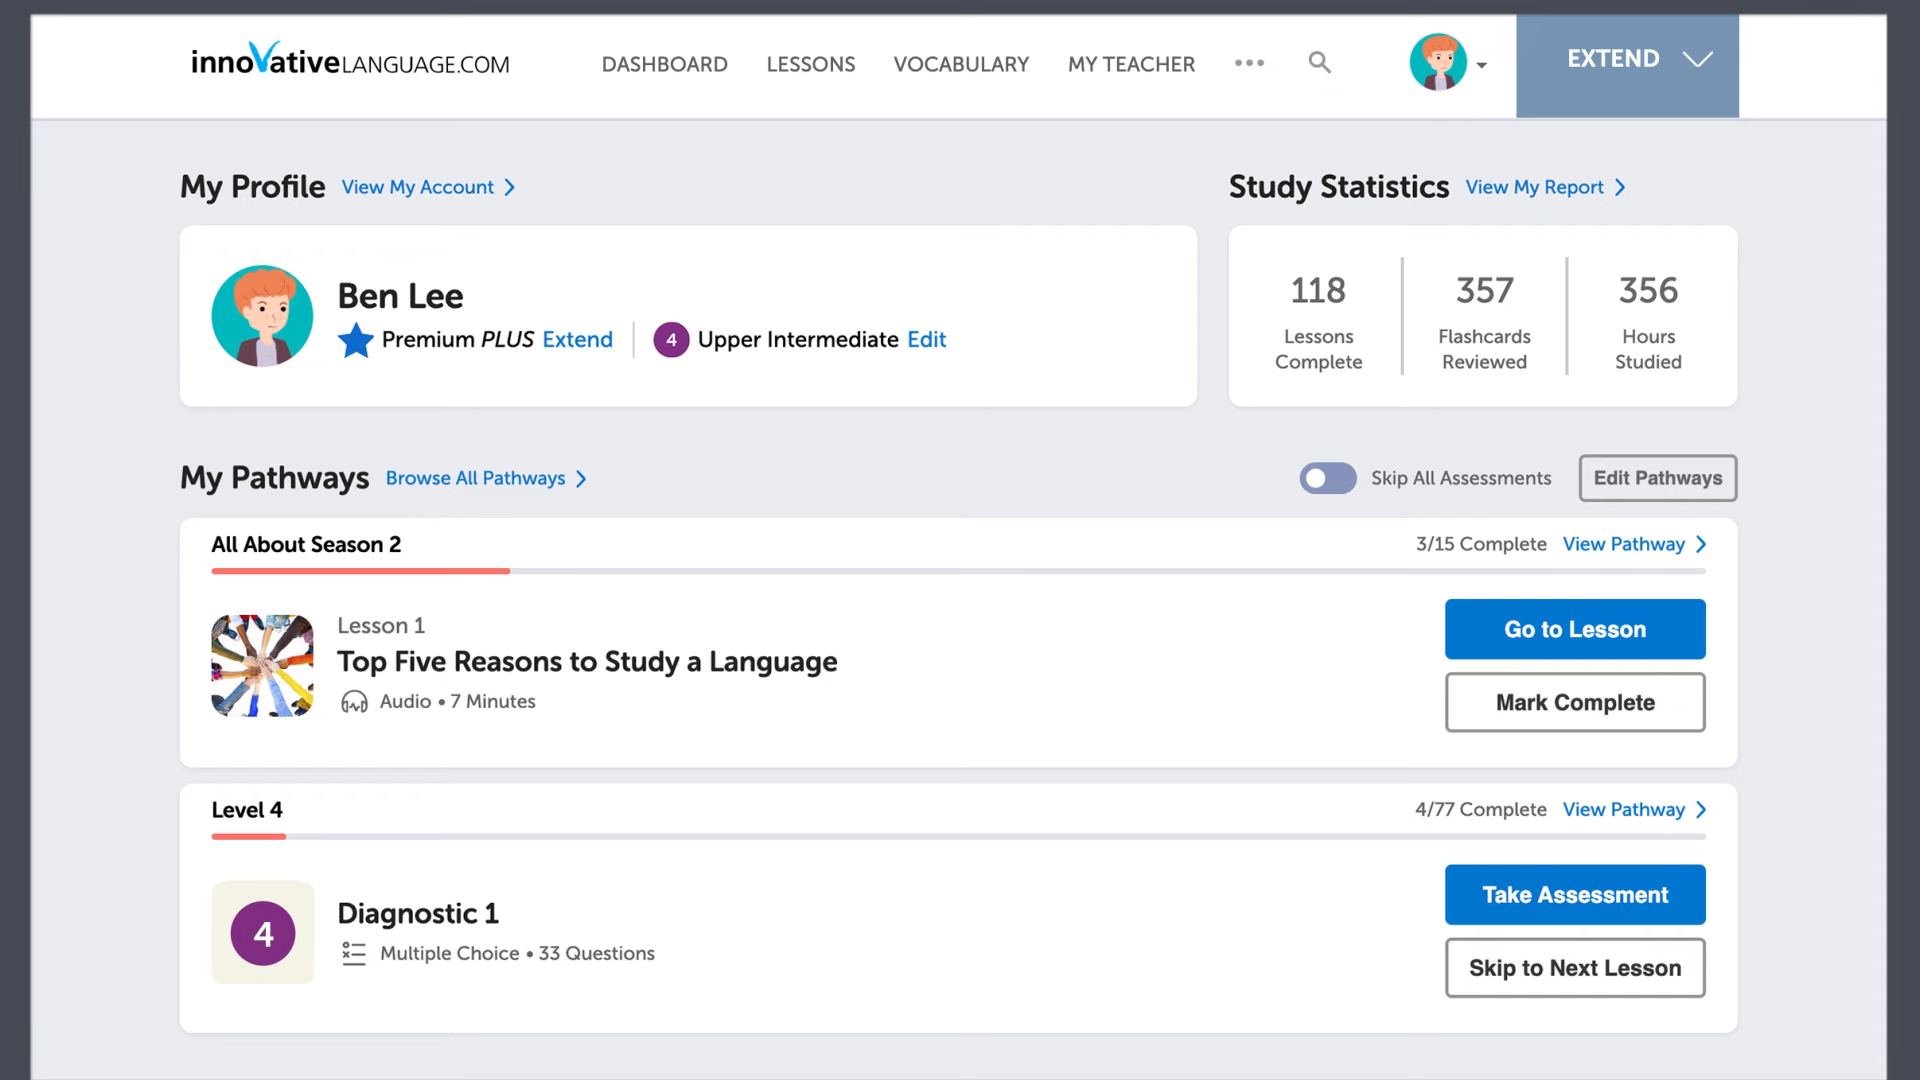 innoVativeLANGUAGE.COM DASHBOARD LESSONS VOCABULARY MY TEACHER EXTEND
My Profile View My Account
Study Statistics View My Report
Ben Lee
Premium PLUS Extend 4 Upper Intermediate Edit
118 357 356
Lessons Complete
Flashcards Reviewed
Hours Studied
My Pathways Browse All Pathways Skip All Assessments Edit Pathways
All About Season 2 3/15 Complete View Pathway
Lesson 1
Top Five Reasons to Study a Language
Audio • 7 Minutes
Go to Lesson
Mark Complete
Level 4 4/77 Complete View Pathway
4
Diagnostic 1
Multiple Choice • 33 Questions
Take Assessment
Skip to Next Lesson